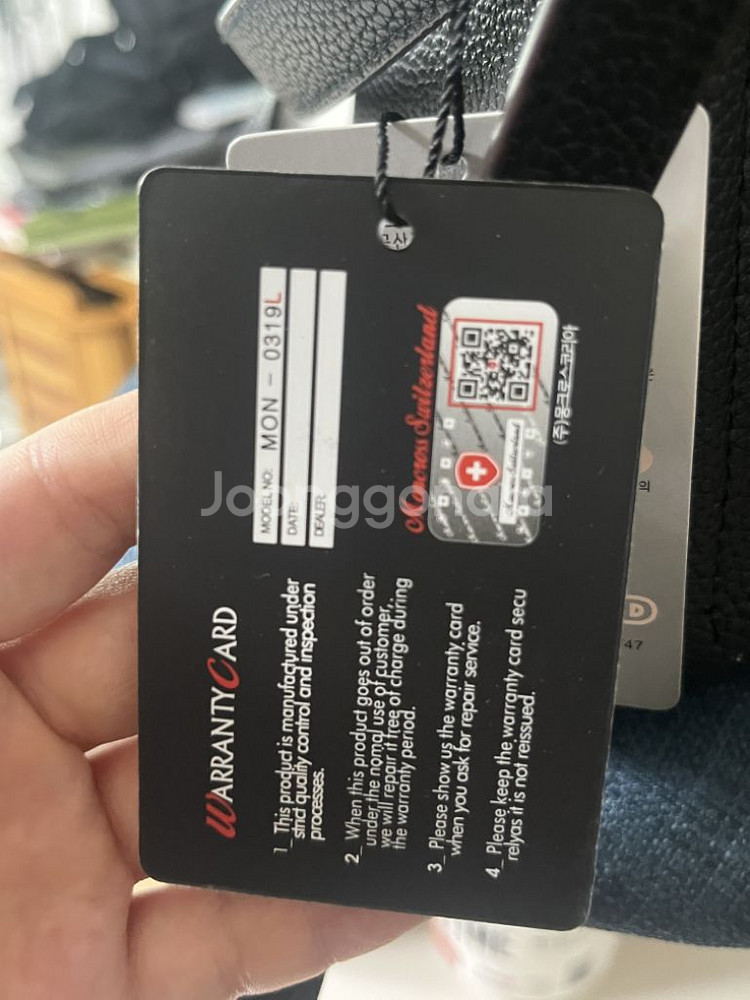 WARRANTY CARD
1_ This product is manufactured under
strict quality control and inspection
processes.
2_ When this product goes out of order
under the nomal use of customer,
we will repair it free of charge during
the warranty period.
3_ Please show us the warranty card
when you ask for repair service.
4_ Please keep the warranty card secu
relyas it is not reissued.
MODEL NO: MON - 0319L
DATE:
DEALER:
Moncross Switzerland
(주)몽크로스코리아
Joonggonara
47